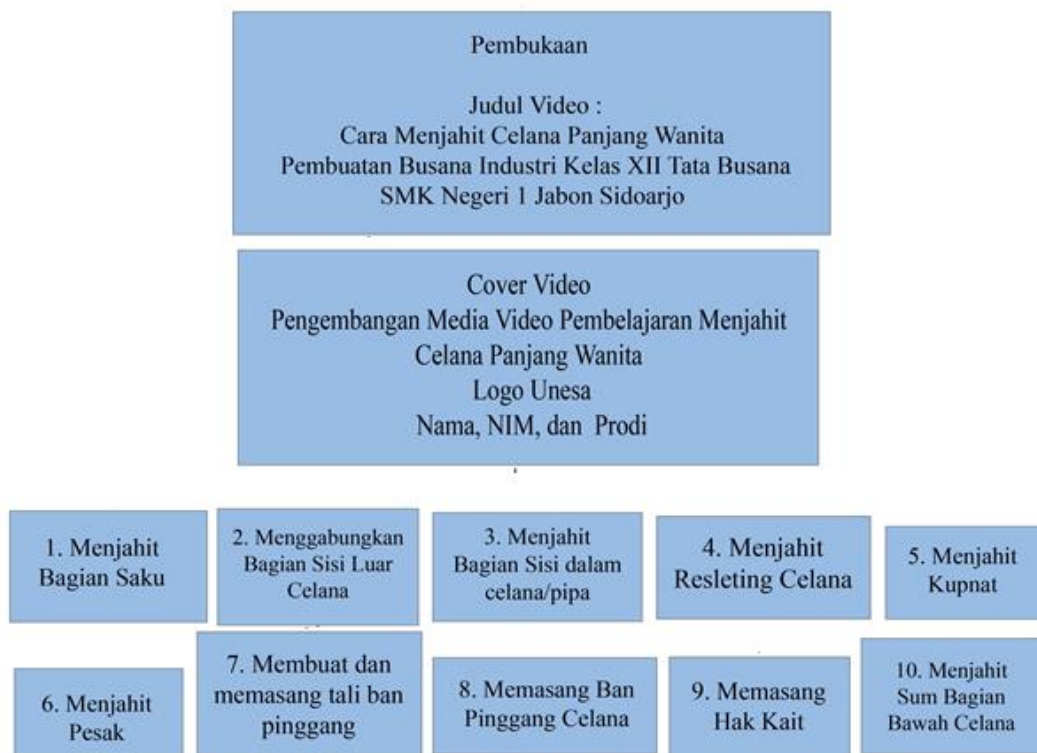 Pembukaan
Judul Video :
Cara Menjahit Celana Panjang Wanita
Pembuatan Busana Industri Kelas XII Tata Busana
SMK Negeri 1 Jabon Sidoarjo
Cover Video
Pengembangan Media Video Pembelajaran Menjahit
Celana Panjang Wanita
Logo Unesa
Nama, NIM, dan Prodi
1. Menjahit
Bagian Saku
2. Menggabungkan
Bagian Sisi Luar
Celana
3. Menjahit
Bagian Sisi dalam
celana/pipa
4. Menjahit
Resleting Celana
5. Menjahit
Kupnat
6. Menjahit
Pesak
7. Membuat dan
memasang tali ban
pinggang
8. Memasang Ban
Pinggang Celana
9. Memasang
Hak Kait
10. Menjahit
Sum Bagian
Bawah Celana